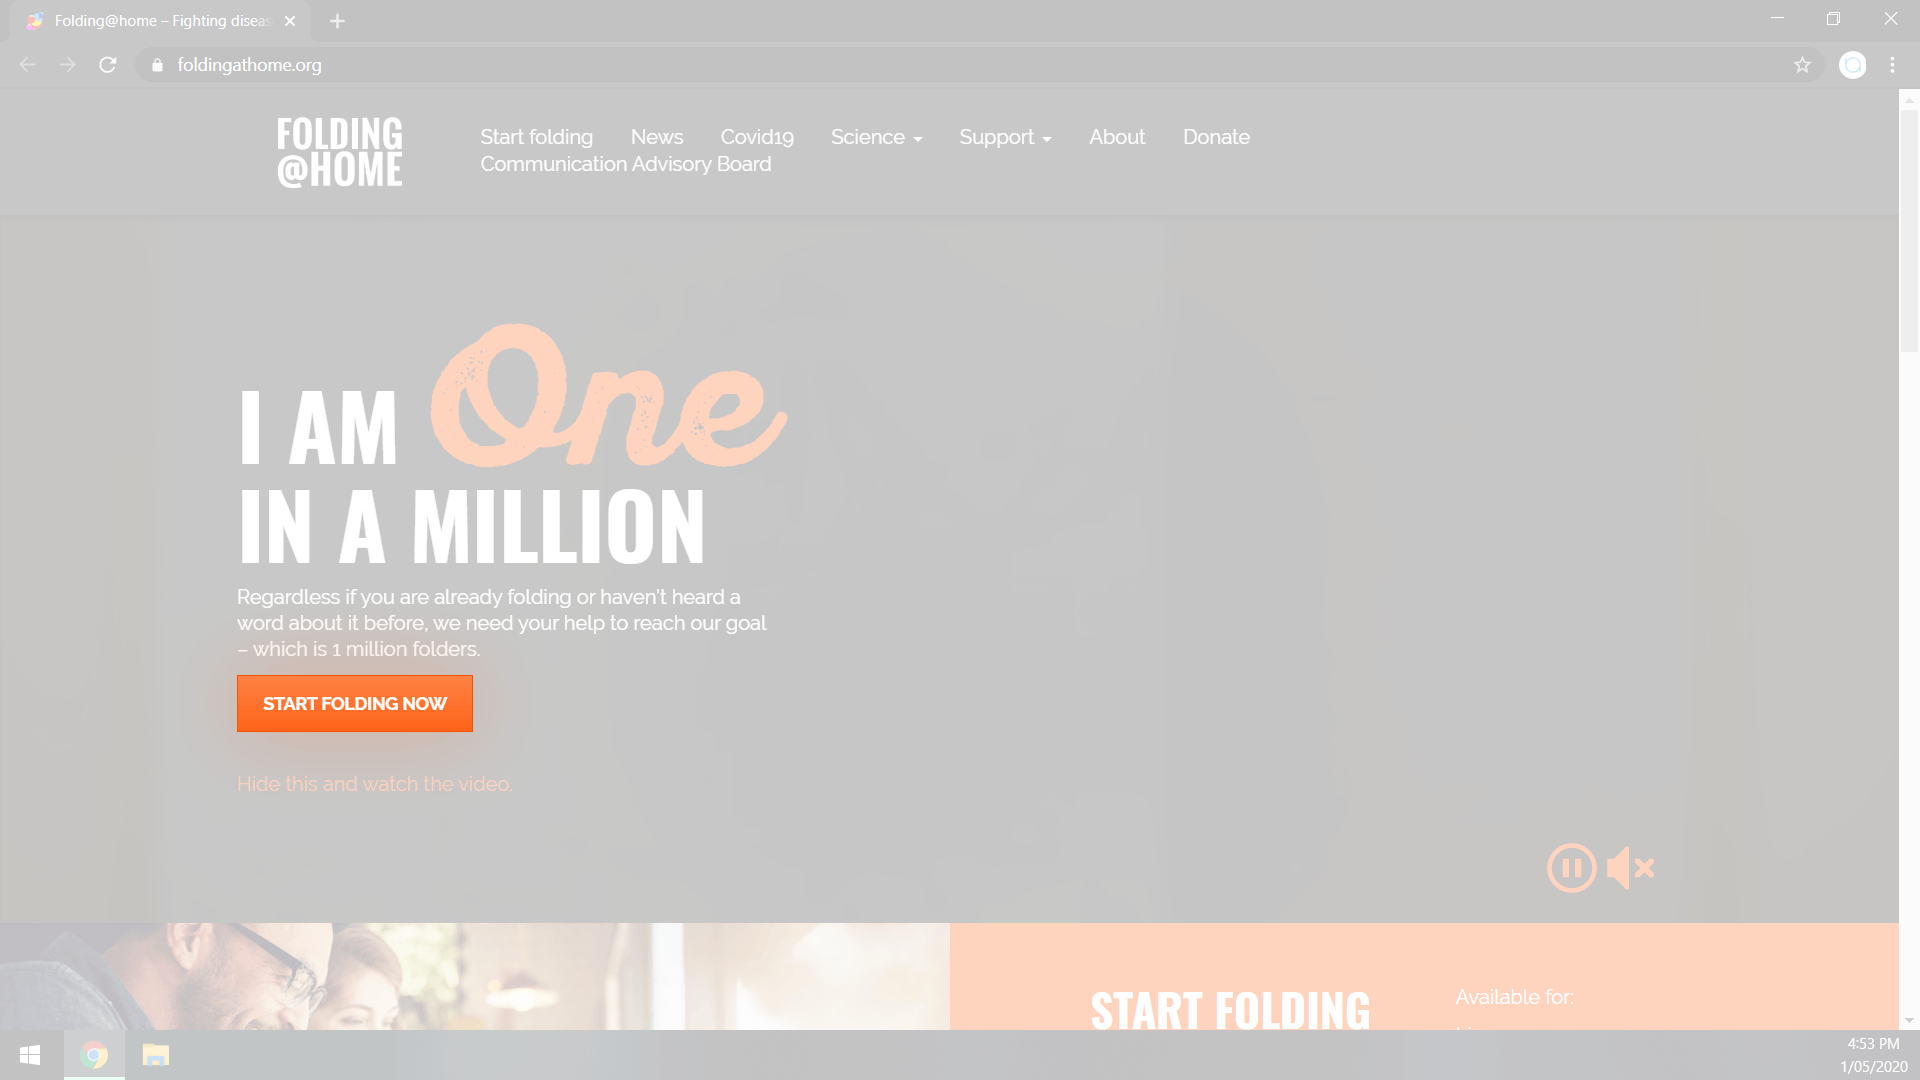 Folding@home – Fighting diseas
foldingathome.org
FOLDING
@HOME
Start folding News Covid19 Science Support About Donate
Communication Advisory Board
I AM One
IN A MILLION
Regardless if you are already folding or haven't heard a
word about it before, we need your help to reach our goal
– which is 1 million folders.
START FOLDING NOW
Hide this and watch the video.
START FOLDING
Available for:
4:53 PM
1/05/2020